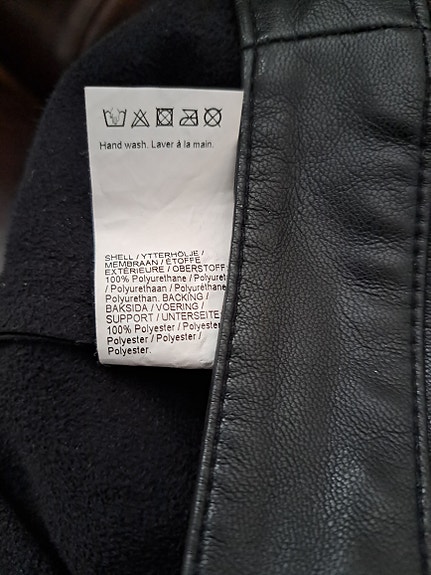 Hand wash. Laver à la main.
SHELL / YTTERHÖLJE /
MEMBRAAN / ÉTOFFE
EXTÉRIEURE / OBERSTOFF:
100% Polyurethane / Polyuret
/ Polyurethaan / Polyuréthane
Polyurethan. BACKING /
BAKSIDA / VOERING /
SUPPORT / UNTERSEITE:
100% Polyester / Polyester
Polyester / Polyester /
Polyester.